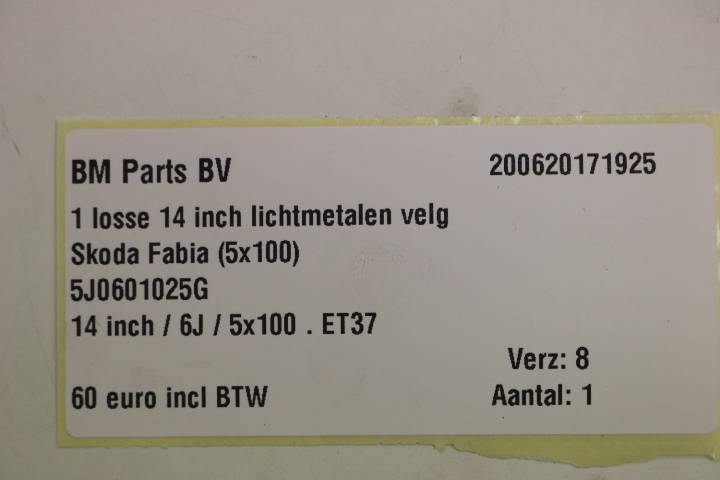 BM Parts BV 200620171925
1 losse 14 inch lichtmetalen velg
Skoda Fabia (5x100)
5J0601025G
14 inch / 6J / 5x100 . ET37
Verz: 8
60 euro incl BTW Aantal: 1